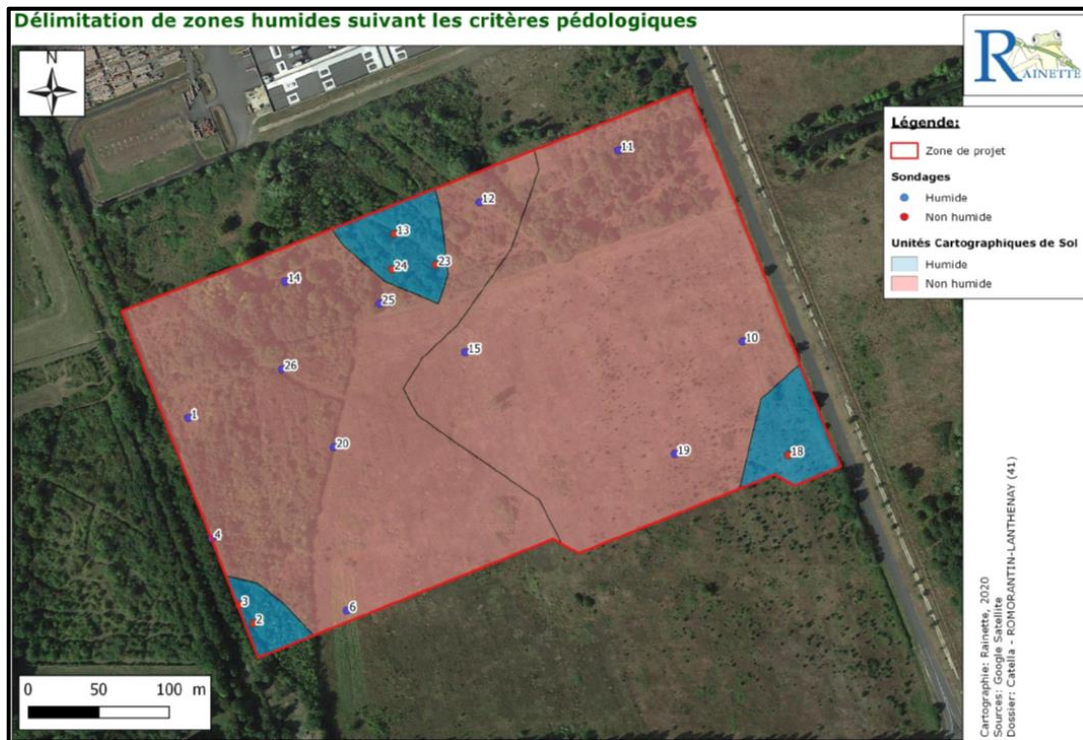 Délimitation de zones humides suivant les critères pédologiques
N
RAINETTE
Légende:
Zone de projet
Sondages
Humide
Non humide
Unités Cartographiques de Sol
Humide
Non humide
11
12
13
24
23
14
25
15
10
26
1
20
19
18
4
3
2
6
0 50 100 m
Cartographie: Rainette, 2020
Sources: Google Satellite
Dossier: Catella - ROMORANTIN-LANTHENAY (41)